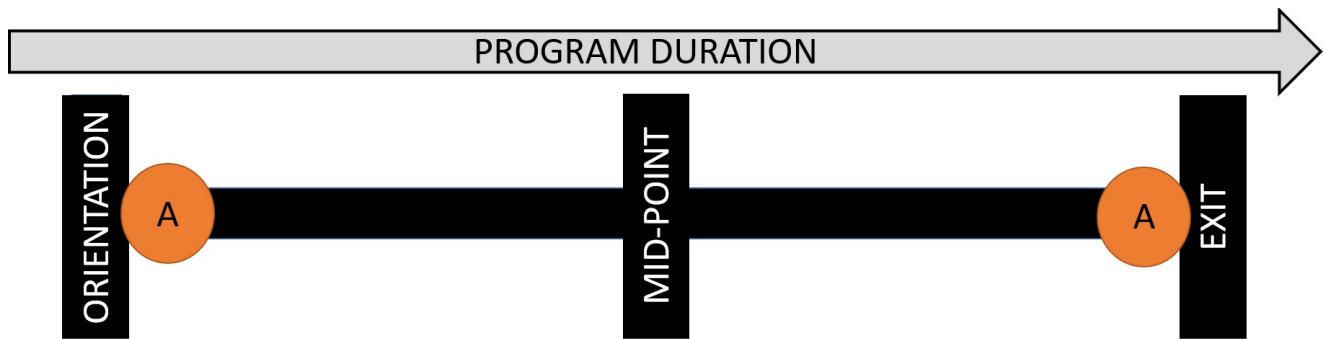 PROGRAM DURATION
ORIENTATION
A
MID-POINT
A
EXIT